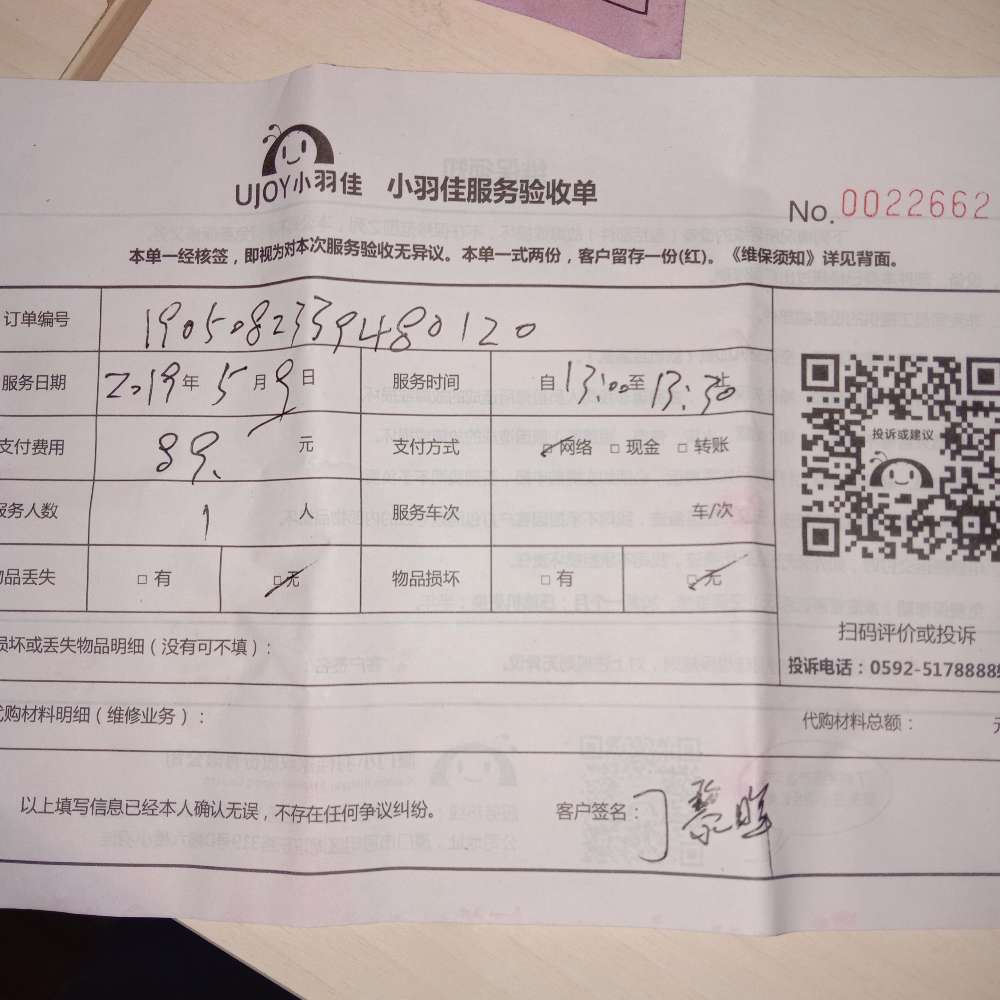 UJOY小羽佳 小羽佳服务验收单
No. 0022662
本单一经核签，即视为对本次服务验收无异议。本单一式两份，客户留存一份(红)。《维保须知》详见背面。
订单编号 1905082339480120
服务日期 2019年5月9日 服务时间 自13:00至13:30止
支付费用 89. 元 支付方式 ☑网络 □现金 □转账
服务人数 1 人 服务车次 车/次
物品丢失 □有 ☑无 物品损坏 □有 ☑无
投诉或建议
扫码评价或投诉
投诉电话：0592-5178888
损坏或丢失物品明细（没有可不填）：
代购材料明细（维修业务）： 代购材料总额：
以上填写信息已经本人确认无误，不存在任何争议纠纷。 客户签名：